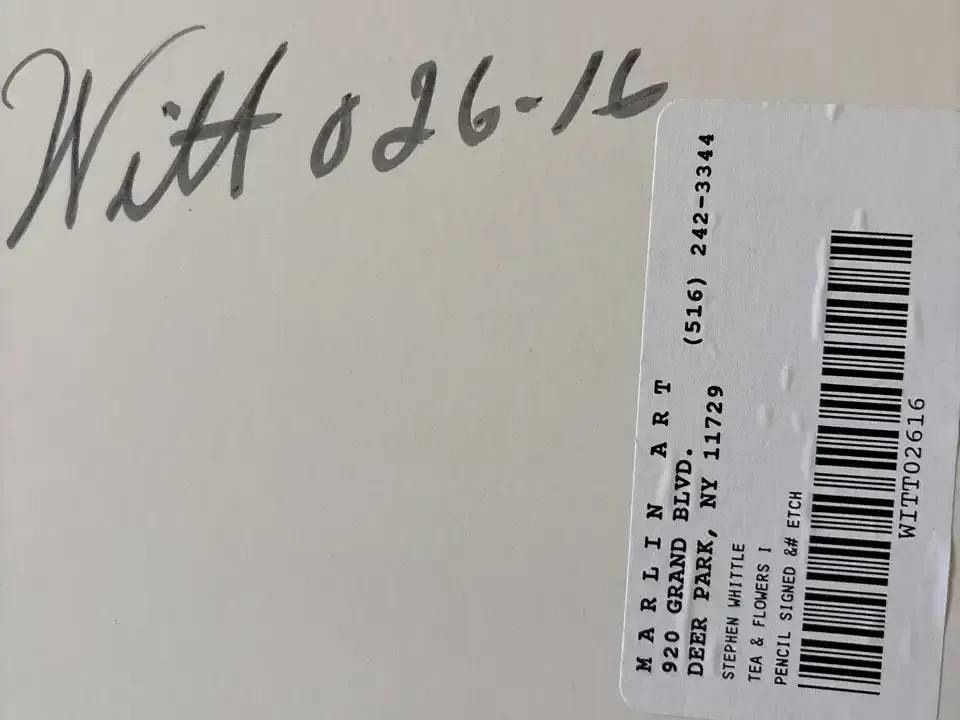 Witt 026-16
MARLIN ART
920 GRAND BLVD.
DEER PARK, NY 11729 (516) 242-3344
STEPHEN WHITTLE
TEA & FLOWERS I
PENCIL SIGNED &# ETCH
WITT02616